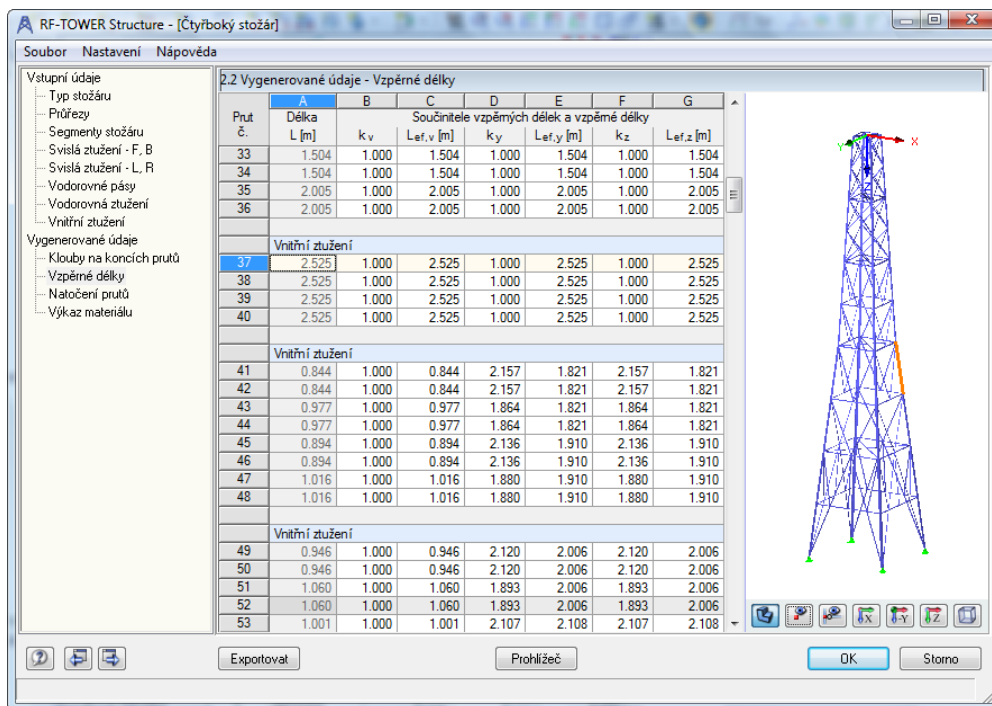 RF-TOWER Structure - [Čtyřboký stožár]
Soubor Nastavení Nápověda
Vstupní údaje
Typ stožáru
Průřezy
Segmenty stožáru
Svislá ztužení - F, B
Svislá ztužení - L, R
Vodorovné pásy
Vodorovná ztužení
Vnitřní ztužení
Vygenerované údaje
Klouby na koncích prutů
Vzpěrné délky
Natočení prutů
Výkaz materiálu
2.2 Vygenerované údaje - Vzpěrné délky
A B C D E F G
Prut Délka Součinitele vzpěrných délek a vzpěrné délky
č. L [m] k v L ef,v [m] k y L ef,y [m] k z L ef,z [m]
33 1.504 1.000 1.504 1.000 1.504 1.000 1.504
34 1.504 1.000 1.504 1.000 1.504 1.000 1.504
35 2.005 1.000 2.005 1.000 2.005 1.000 2.005
36 2.005 1.000 2.005 1.000 2.005 1.000 2.005
Vnitřní ztužení
37 2.525 1.000 2.525 1.000 2.525 1.000 2.525
38 2.525 1.000 2.525 1.000 2.525 1.000 2.525
39 2.525 1.000 2.525 1.000 2.525 1.000 2.525
40 2.525 1.000 2.525 1.000 2.525 1.000 2.525
Vnitřní ztužení
41 0.844 1.000 0.844 2.157 1.821 2.157 1.821
42 0.844 1.000 0.844 2.157 1.821 2.157 1.821
43 0.977 1.000 0.977 1.864 1.821 1.864 1.821
44 0.977 1.000 0.977 1.864 1.821 1.864 1.821
45 0.894 1.000 0.894 2.136 1.910 2.136 1.910
46 0.894 1.000 0.894 2.136 1.910 2.136 1.910
47 1.016 1.000 1.016 1.880 1.910 1.880 1.910
48 1.016 1.000 1.016 1.880 1.910 1.880 1.910
Vnitřní ztužení
49 0.946 1.000 0.946 2.120 2.006 2.120 2.006
50 0.946 1.000 0.946 2.120 2.006 2.120 2.006
51 1.060 1.000 1.060 1.893 2.006 1.893 2.006
52 1.060 1.000 1.060 1.893 2.006 1.893 2.006
53 1.001 1.000 1.001 2.107 2.108 2.107 2.108
Y X
Z
X -Y Z
Exportovat Prohlížeč OK Storno